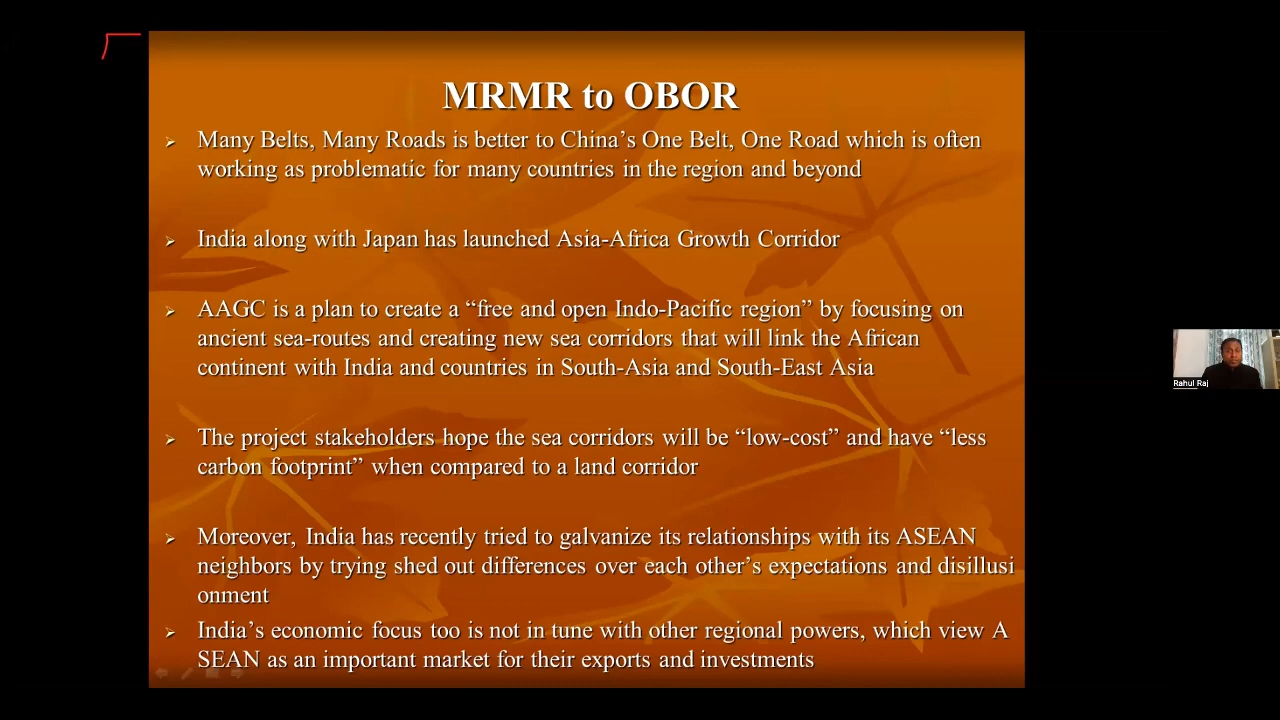 MRMR to OBOR
Many Belts, Many Roads is better to China’s One Belt, One Road which is often
working as problematic for many countries in the region and beyond
India along with Japan has launched Asia-Africa Growth Corridor
AAGC is a plan to create a “free and open Indo-Pacific region” by focusing on
ancient sea-routes and creating new sea corridors that will link the African
continent with India and countries in South-Asia and South-East Asia
The project stakeholders hope the sea corridors will be “low-cost” and have “less
carbon footprint” when compared to a land corridor
Moreover, India has recently tried to galvanize its relationships with its ASEAN
neighbors by trying shed out differences over each other’s expectations and disillusi
onment
India’s economic focus too is not in tune with other regional powers, which view A
SEAN as an important market for their exports and investments
Rahul Raj